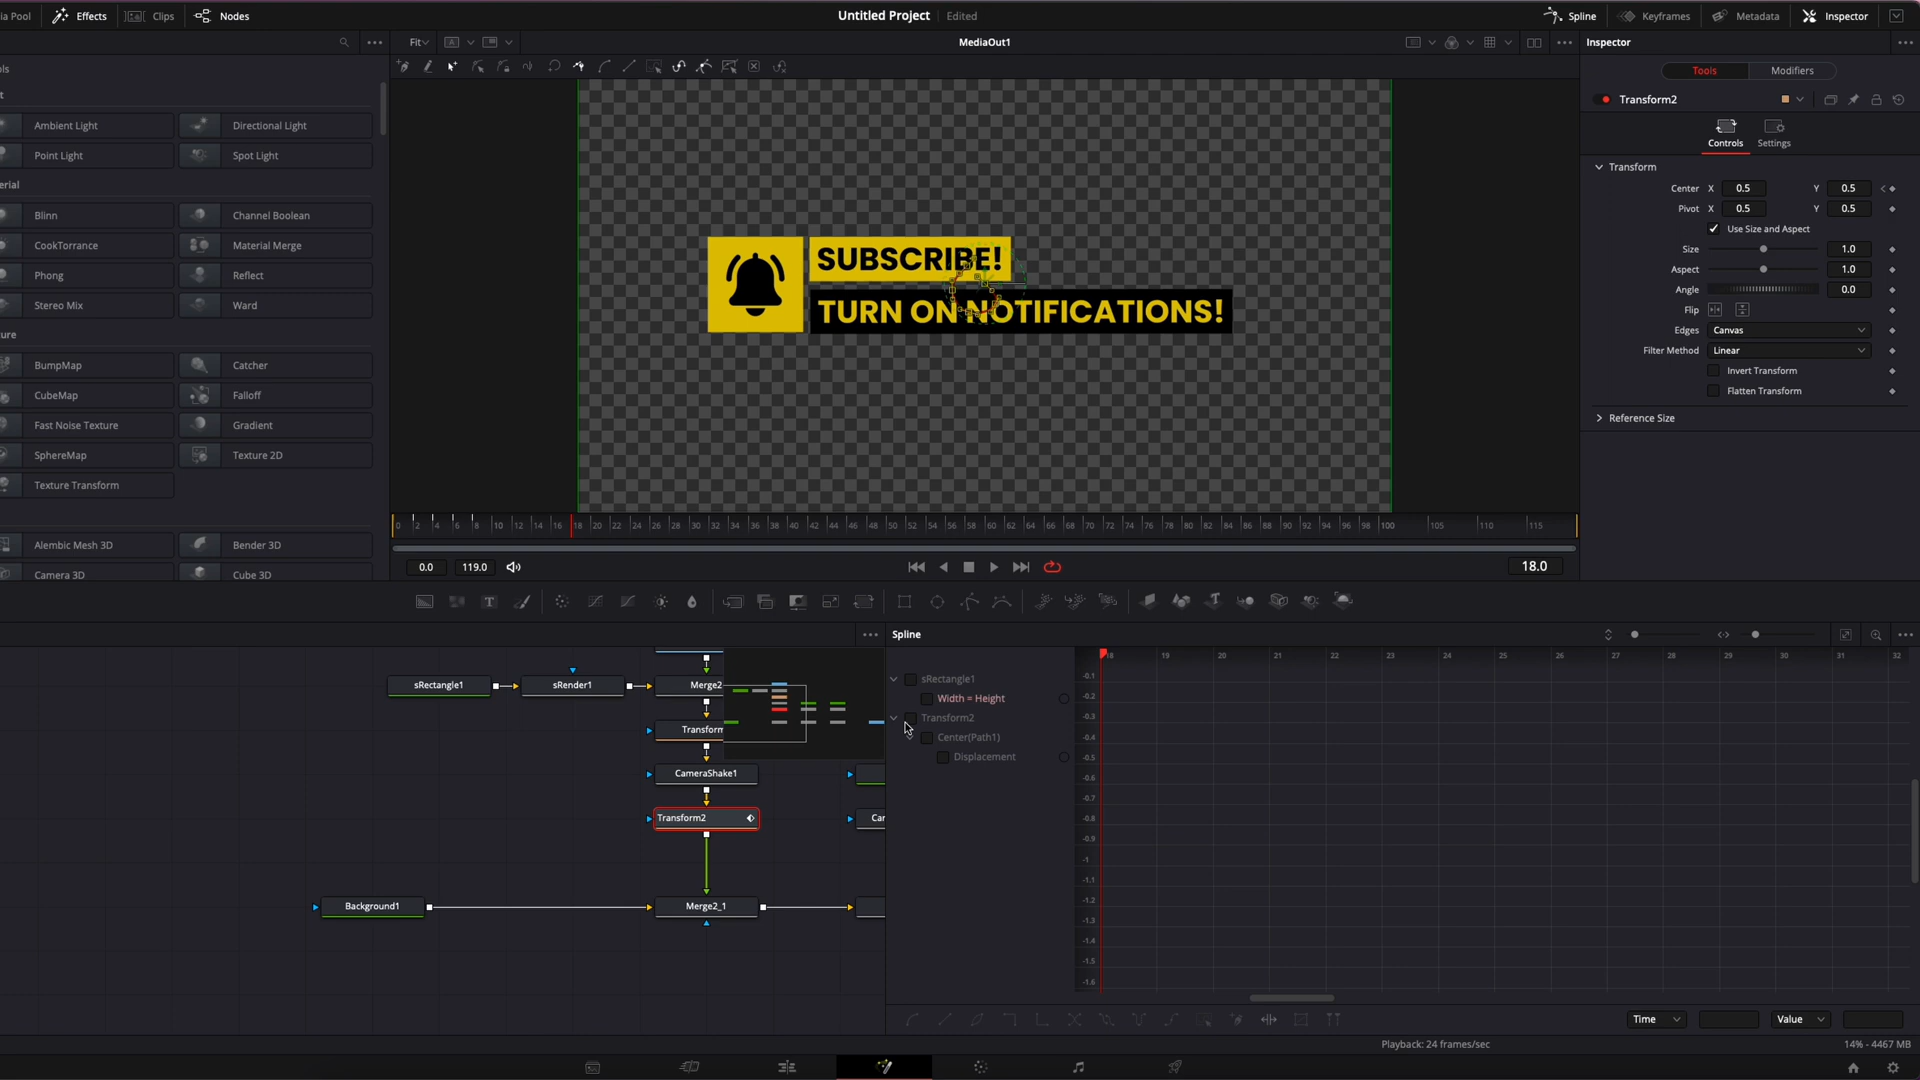 ia Pool
Effects
Clips
Nodes
Untitled Project
Edited
Spline
Keyframes
Metadata
Inspector
Fit
MediaOut1
Inspector
Tools
Modifiers
Transform2
Controls
Settings
Transform
Center X 0.5 Y 0.5
Pivot X 0.5 Y 0.5
Use Size and Aspect
Size 1.0
Aspect 1.0
Angle 0.0
Flip
Edges Canvas
Filter Method Linear
Invert Transform
Flatten Transform
Reference Size
ols
t
Ambient Light
Directional Light
Point Light
Spot Light
erial
Blinn
Channel Boolean
CookTorrance
Material Merge
Phong
Reflect
Stereo Mix
Ward
ure
BumpMap
Catcher
CubeMap
Falloff
Fast Noise Texture
Gradient
SphereMap
Texture 2D
Texture Transform
Alembic Mesh 3D
Bender 3D
Camera 3D
Cube 3D
SUBSCRIBE!
TURN ON NOTIFICATIONS!
0 2 4 6 8 10 12 14 16 18 20 22 24 26 28 30 32 34 36 38 40 42 44 46 48 50 52 54 56 58 60 62 64 66 68 70 72 74 76 78 80 82 84 86 88 90 92 94 96 98 100 105 110 115
0.0
119.0
18.0
sRectangle1
sRender1
Merge2
Transform
CameraShake1
Transform2
Background1
Merge2_1
Car
Spline
sRectangle1
Width = Height
Transform2
Center(Path1)
Displacement
18 19 20 21 22 23 24 25 26 27 28 29 30 31 32
-0.1
-0.2
-0.3
-0.4
-0.5
-0.6
-0.7
-0.8
-0.9
-1
-1.1
-1.2
-1.3
-1.4
-1.5
-1.6
Time
Value
Playback: 24 frames/sec
14% - 4467 MB